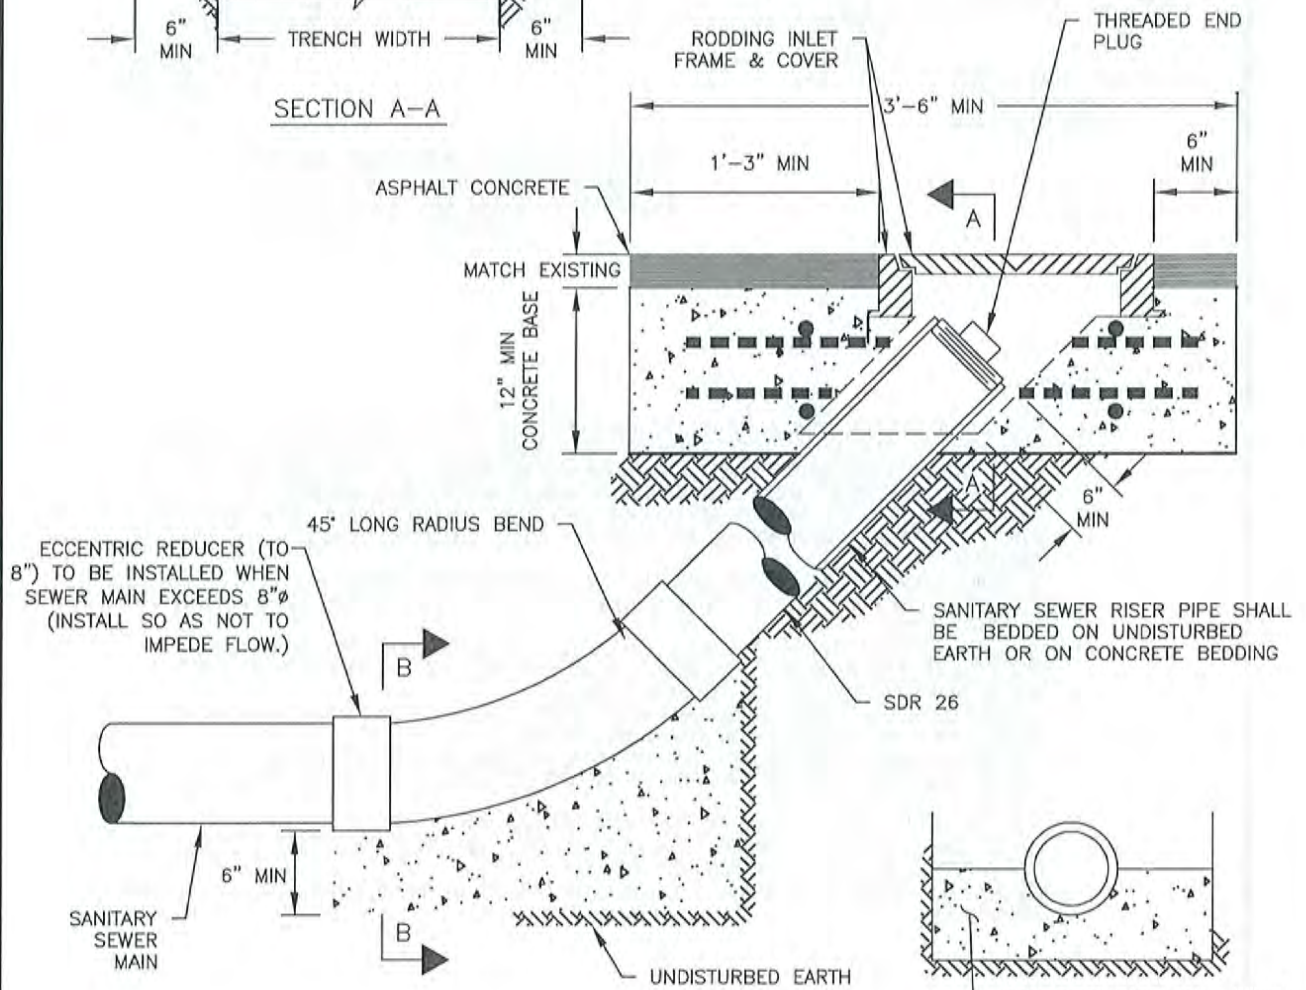 6"
MIN
TRENCH WIDTH
6"
MIN
SECTION A-A
RODDING INLET
FRAME & COVER
THREADED END
PLUG
3'-6" MIN
1'-3" MIN
6"
MIN
ASPHALT CONCRETE
A
MATCH EXISTING
12" MIN
CONCRETE BASE
A
6"
MIN
45° LONG RADIUS BEND
ECCENTRIC REDUCER (TO
8") TO BE INSTALLED WHEN
SEWER MAIN EXCEEDS 8"ø
(INSTALL SO AS NOT TO
IMPEDE FLOW.)
B
SANITARY SEWER RISER PIPE SHALL
BE BEDDED ON UNDISTURBED
EARTH OR ON CONCRETE BEDDING
SDR 26
6" MIN
SANITARY
SEWER
MAIN
B
UNDISTURBED EARTH